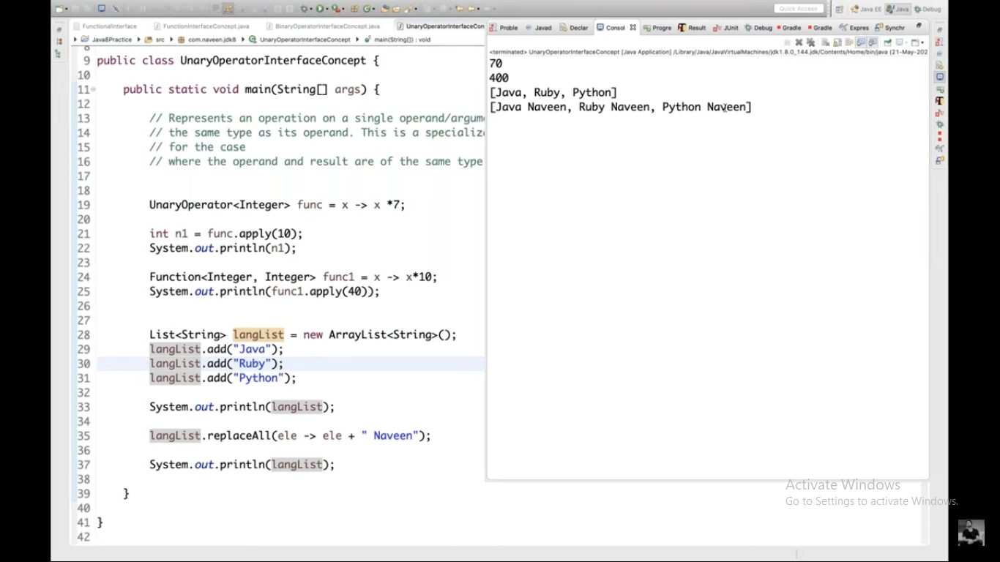 Quick Access
Java EE
Java
Debug
FunctionalInterface
FunctionInterfaceConcept.java
BinaryOperatorInterfaceConcept.java
UnaryOperatorInterfaceCon
Java8Practice
src
com.naveen.jdk8
UnaryOperatorInterfaceConcept
main(String[]) : void
8
9 public class UnaryOperatorInterfaceConcept {
10
11 public static void main(String[] args) {
12
13 // Represents an operation on a single operand/argume
14 // the same type as its operand. This is a specialize
15 // for the case
16 // where the operand and result are of the same type
17
18
19 UnaryOperator<Integer> func = x -> x *7;
20
21 int n1 = func.apply(10);
22 System.out.println(n1);
23
24 Function<Integer, Integer> func1 = x -> x*10;
25 System.out.println(func1.apply(40));
26
27
28 List<String> langList = new ArrayList<String>();
29 langList.add("Java");
30 langList.add("Ruby");
31 langList.add("Python");
32
33 System.out.println(langList);
34
35 langList.replaceAll(ele -> ele + " Naveen");
36
37 System.out.println(langList);
38
39 }
40
41 }
42
Proble
Javad
Declar
Consol
Progre
Result
JUnit
Debug
Gradle
Gradle
Expres
Synchr
<terminated> UnaryOperatorInterfaceConcept [Java Application] /Library/Java/JavaVirtualMachines/jdk1.8.0_144.jdk/Contents/Home/bin/java (21-May-202
70
400
[Java, Ruby, Python]
[Java Naveen, Ruby Naveen, Python Naveen]
Activate Windows
Go to Settings to activate Windows.